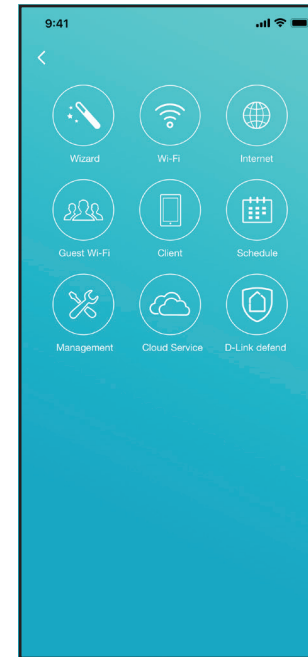 9:41
Wizard
Wi-Fi
Internet
Guest Wi-Fi
Client
Schedule
Management
Cloud Service
D-Link defend